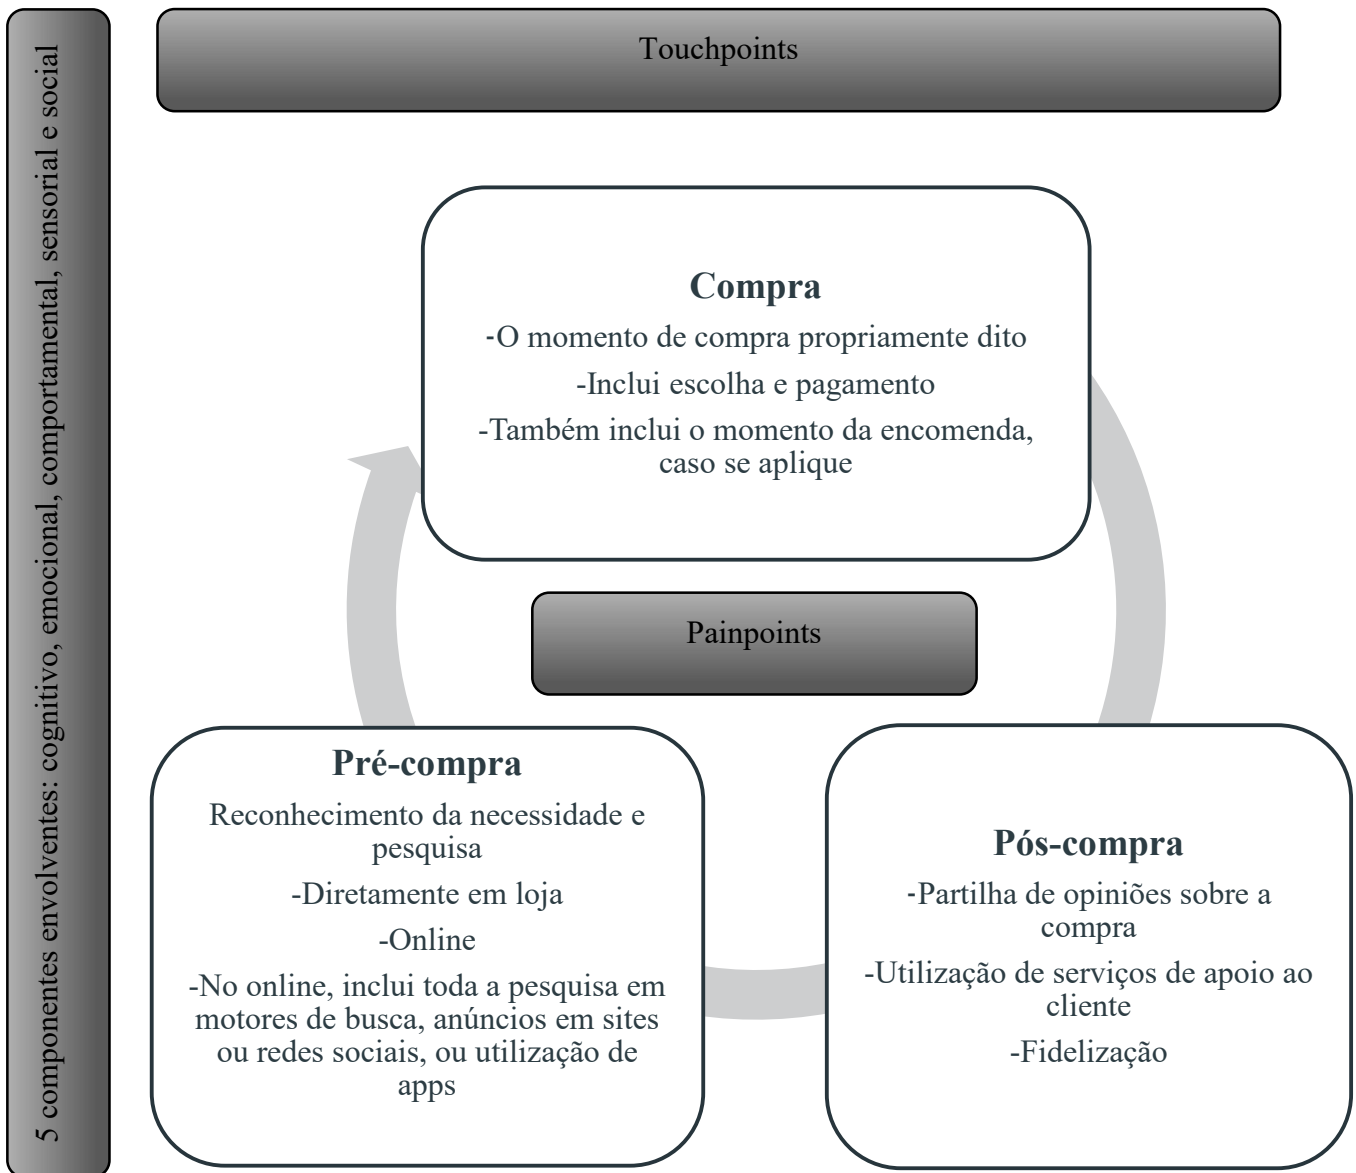 5 componentes envolventes: cognitivo, emocional, comportamental, sensorial e social
Touchpoints
Compra
-O momento de compra propriamente dito
-Inclui escolha e pagamento
-Também inclui o momento da encomenda,
caso se aplique
Painpoints
Pré-compra
Reconhecimento da necessidade e
pesquisa
-Diretamente em loja
-Online
-No online, inclui toda a pesquisa em
motores de busca, anúncios em sites
ou redes sociais, ou utilização de
apps
Pós-compra
-Partilha de opiniões sobre a
compra
-Utilização de serviços de apoio ao
cliente
-Fidelização